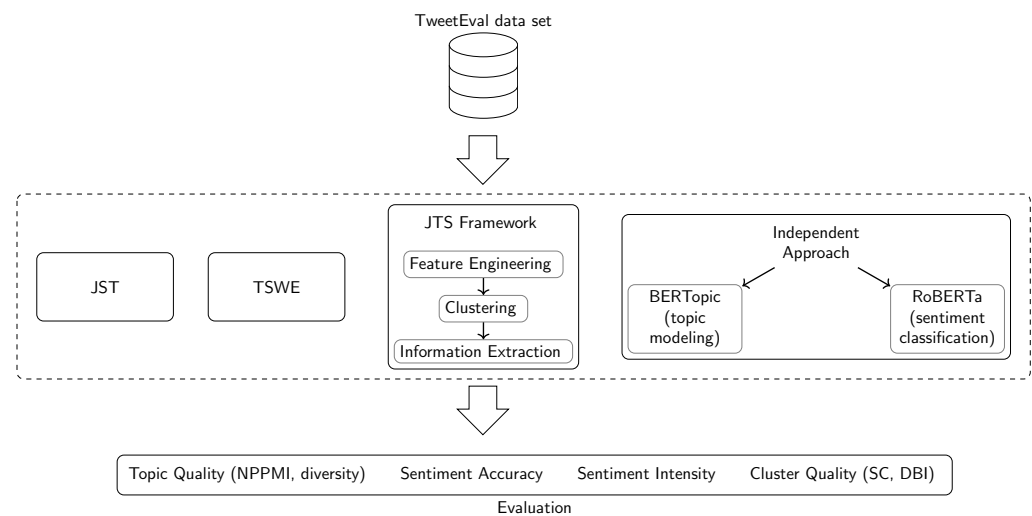 TweetEval data set
JST
TSWE
JTS Framework
Feature Engineering
Clustering
Information Extraction
Independent
Approach
BERTopic
(topic
modeling)
RoBERTa
(sentiment
classification)
Topic Quality (NPPMI, diversity)
Sentiment Accuracy
Sentiment Intensity
Cluster Quality (SC, DBI)
Evaluation